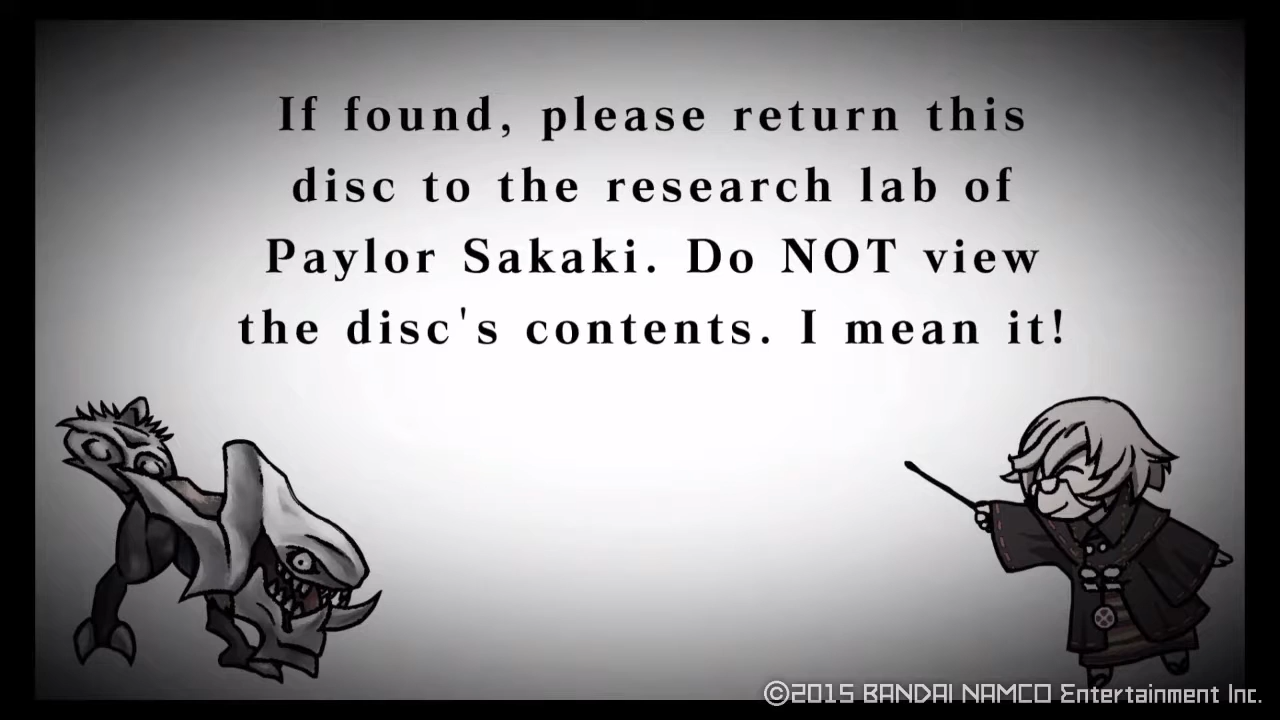 If found, please return this
disc to the research lab of
Paylor Sakaki. Do NOT view
the disc's contents. I mean it!
©2015 BANDAI NAMCO Entertainment Inc.